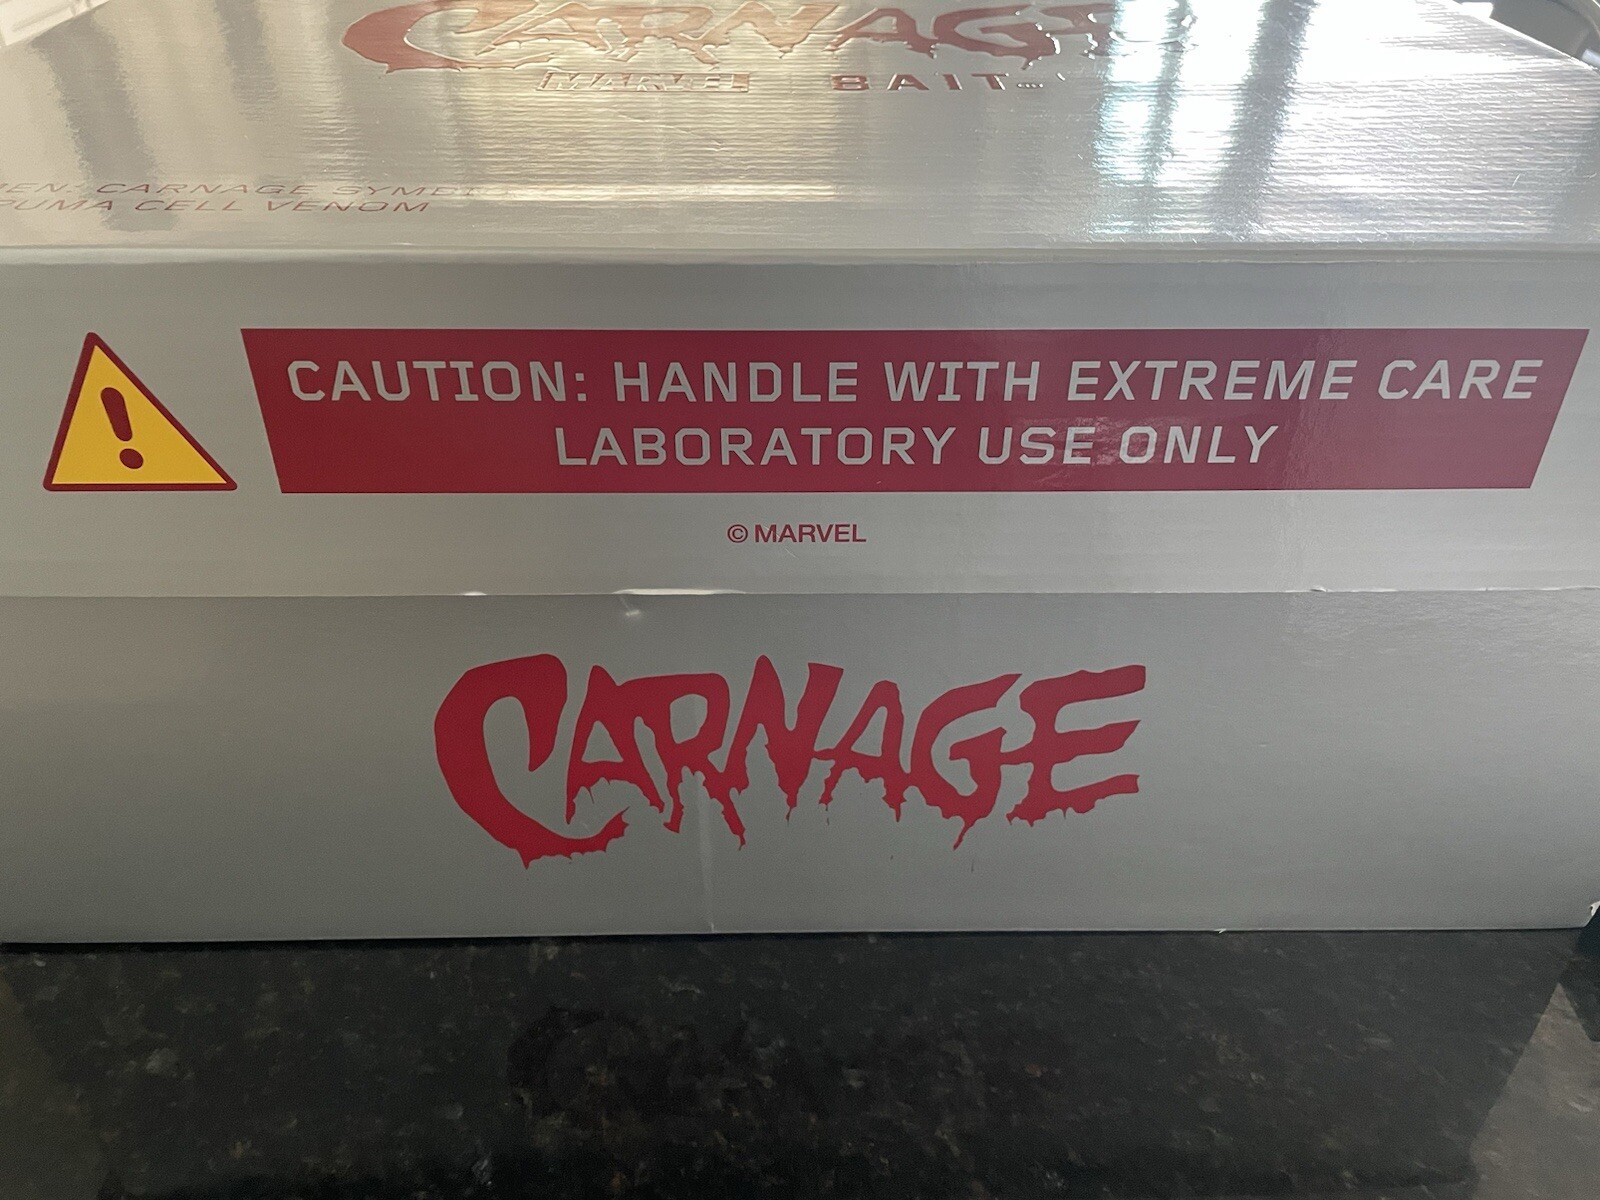 CARNAGE
MARVEL BAIT
CARNAGE
PUMA CELL VENOM
CAUTION: HANDLE WITH EXTREME CARE
LABORATORY USE ONLY
© MARVEL
CARNAGE